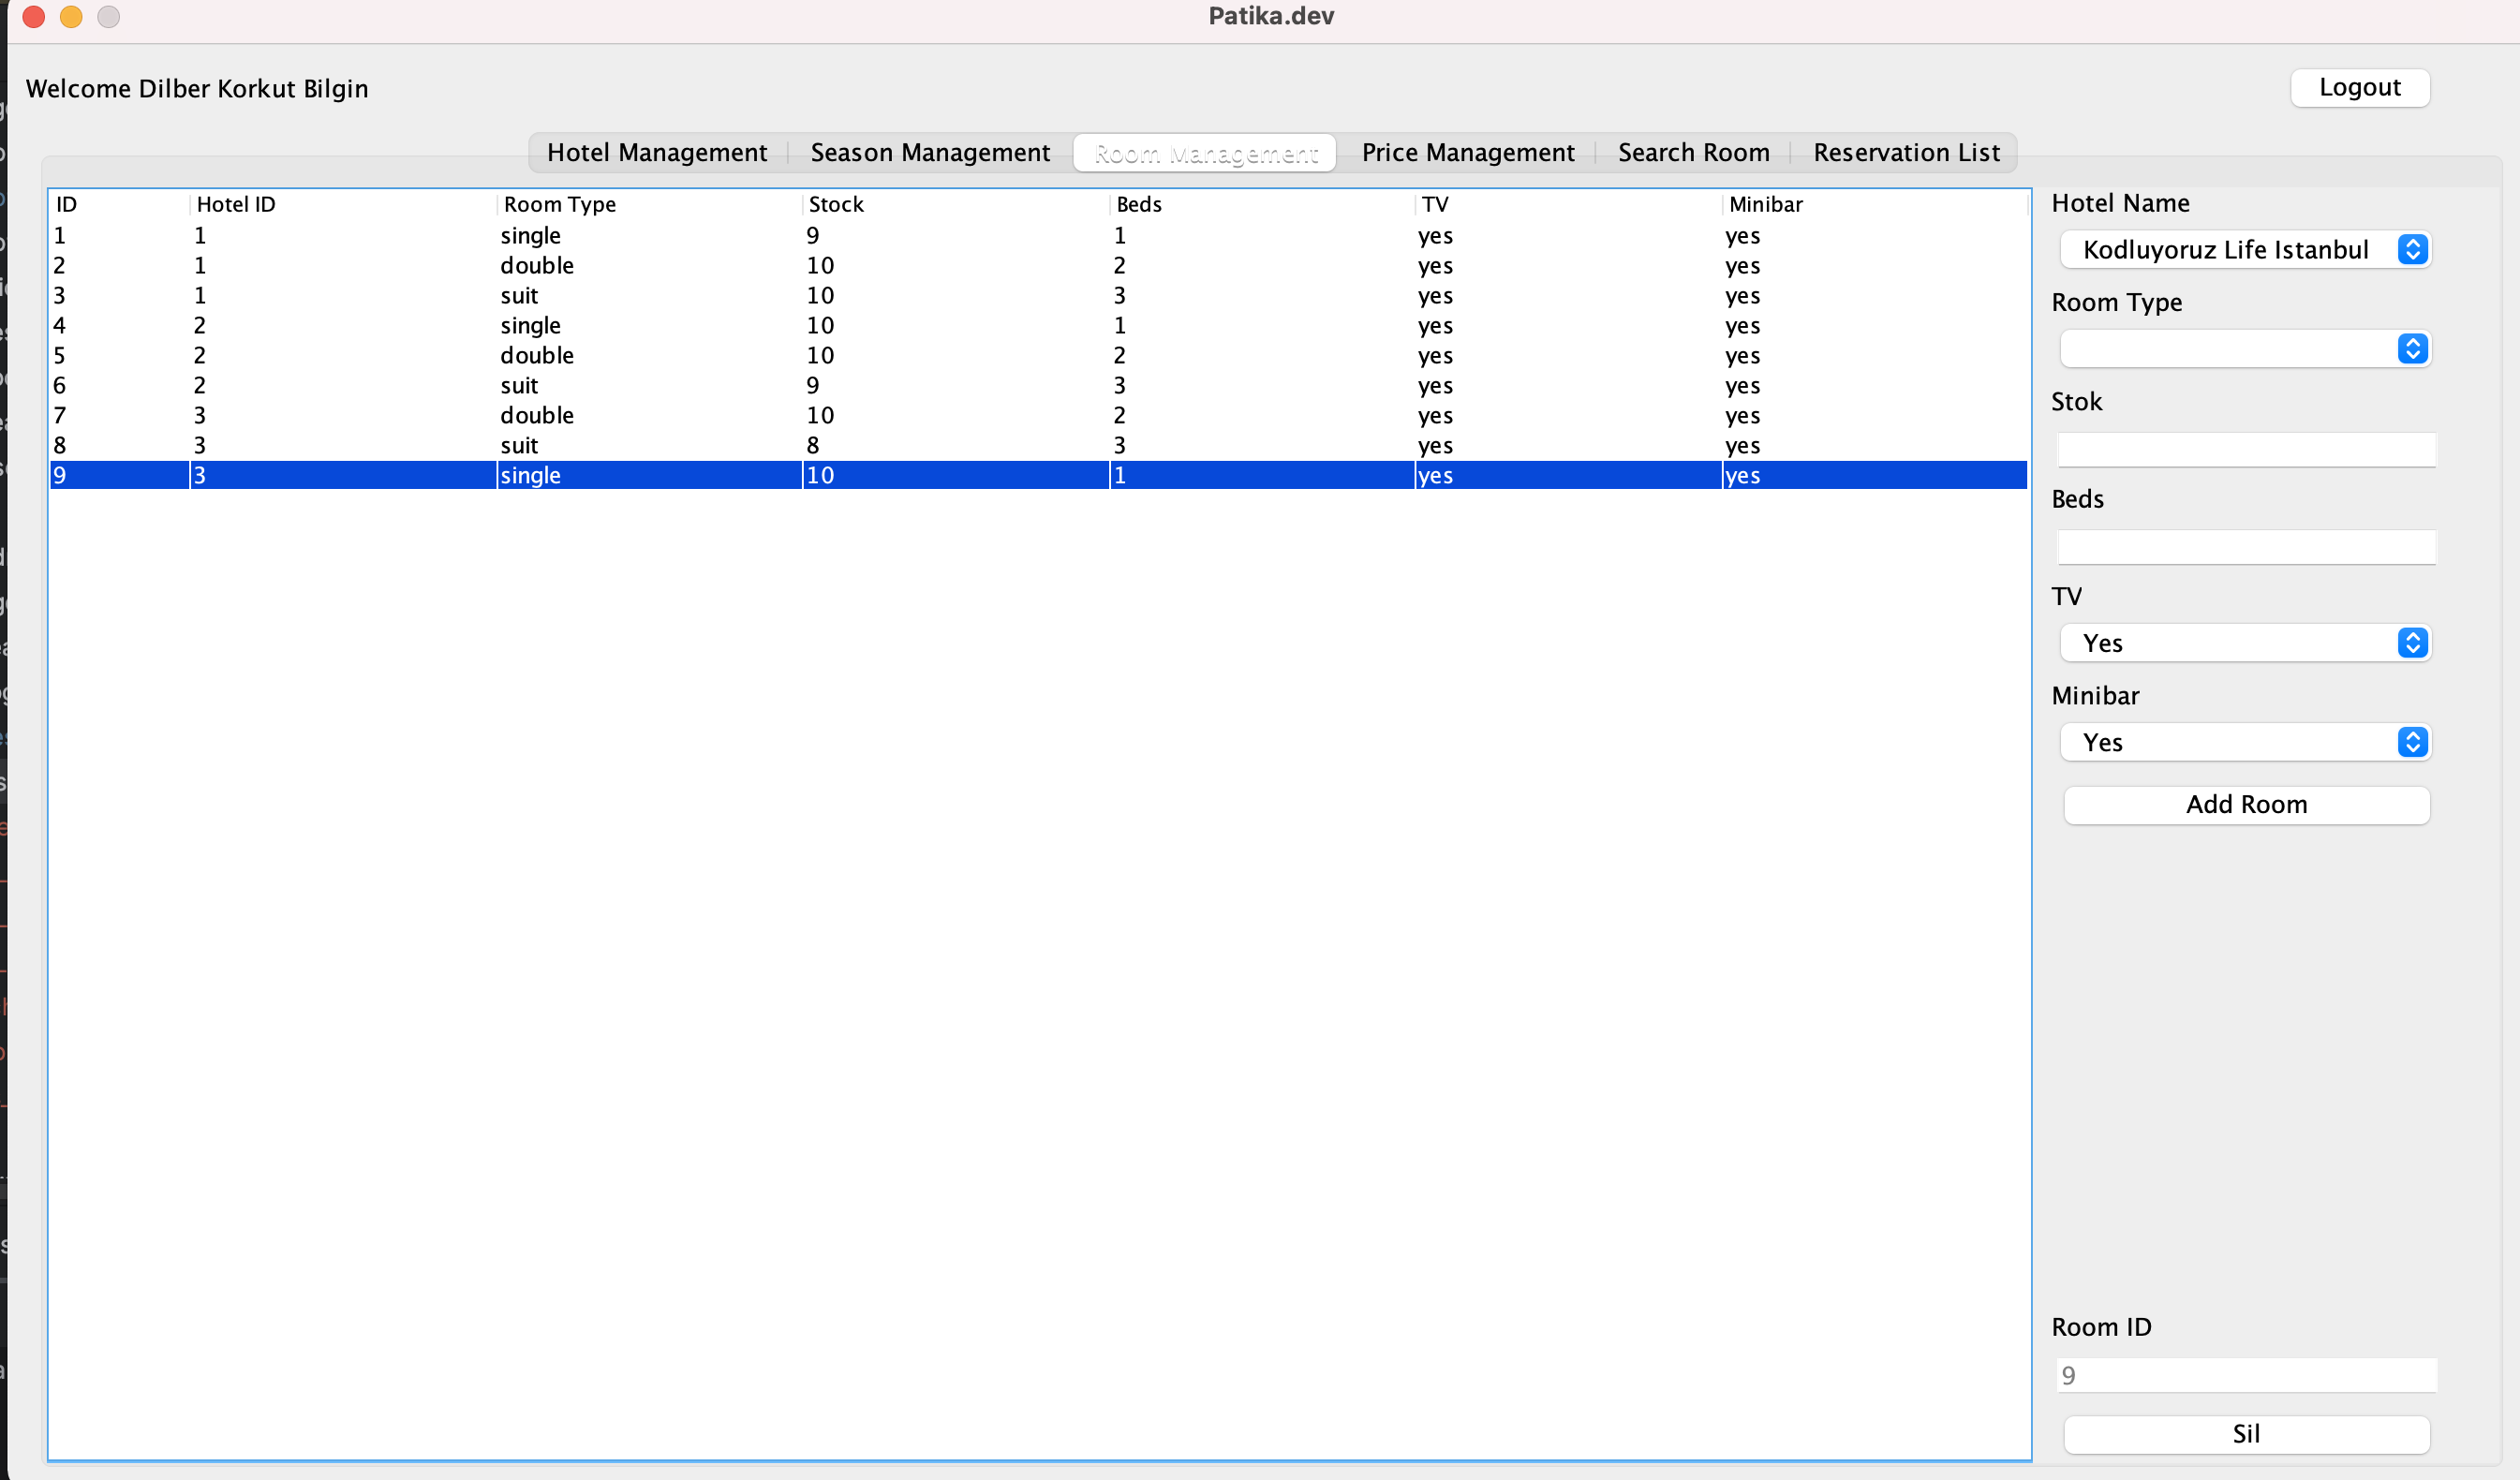 Patika.dev
Welcome Dilber Korkut Bilgin
Logout
Hotel Management Season Management Room Management Price Management Search Room Reservation List
ID Hotel ID Room Type Stock Beds TV Minibar
1 1 single 9 1 yes yes
2 1 double 10 2 yes yes
3 1 suit 10 3 yes yes
4 2 single 10 1 yes yes
5 2 double 10 2 yes yes
6 2 suit 9 3 yes yes
7 3 double 10 2 yes yes
8 3 suit 8 3 yes yes
9 3 single 10 1 yes yes
Hotel Name
Kodluyoruz Life Istanbul
Room Type
Stok
Beds
TV
Yes
Minibar
Yes
Add Room
Room ID
9
Sil